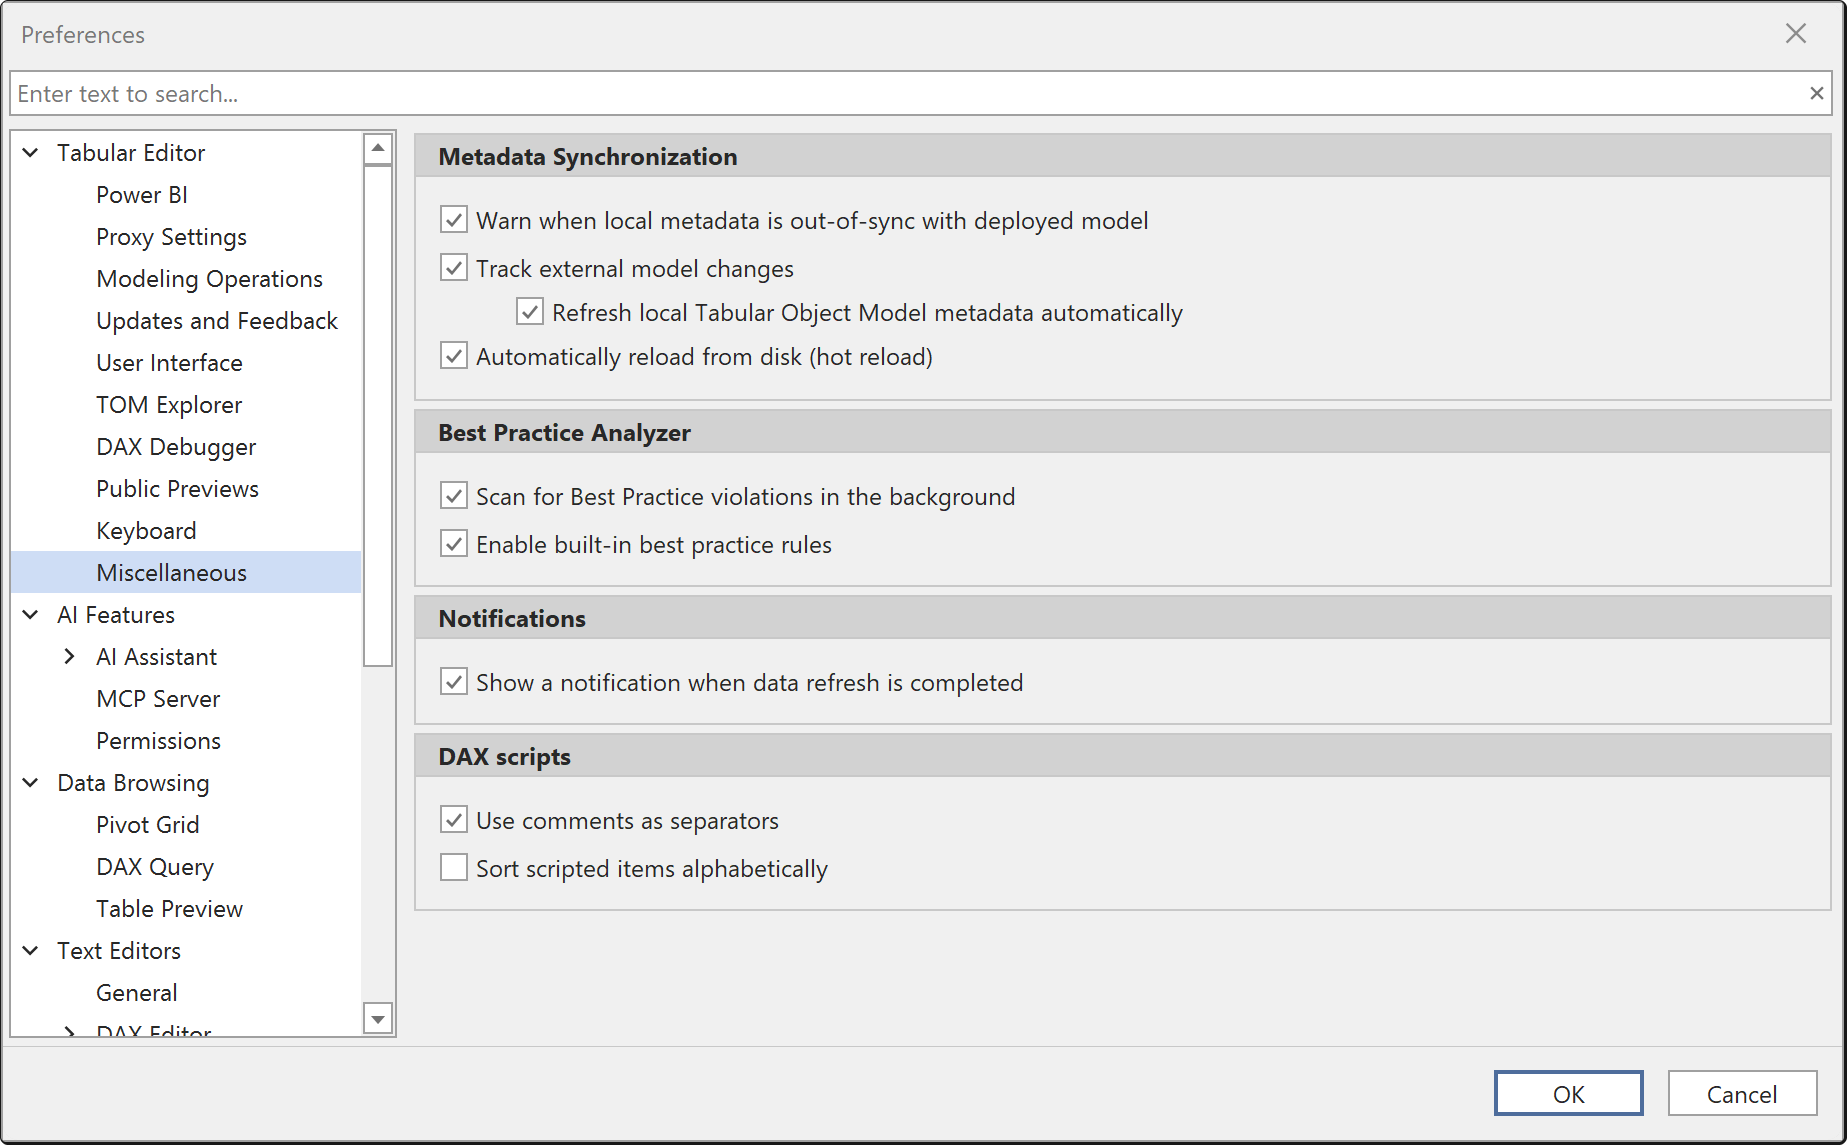 Preferences
Enter text to search...
Tabular Editor
Power BI
Proxy Settings
Modeling Operations
Updates and Feedback
User Interface
TOM Explorer
DAX Debugger
Public Previews
Keyboard
Miscellaneous
AI Features
AI Assistant
MCP Server
Permissions
Data Browsing
Pivot Grid
DAX Query
Table Preview
Text Editors
General
DAX Editor
Metadata Synchronization
Warn when local metadata is out-of-sync with deployed model
Track external model changes
Refresh local Tabular Object Model metadata automatically
Automatically reload from disk (hot reload)
Best Practice Analyzer
Scan for Best Practice violations in the background
Enable built-in best practice rules
Notifications
Show a notification when data refresh is completed
DAX scripts
Use comments as separators
Sort scripted items alphabetically
OK
Cancel